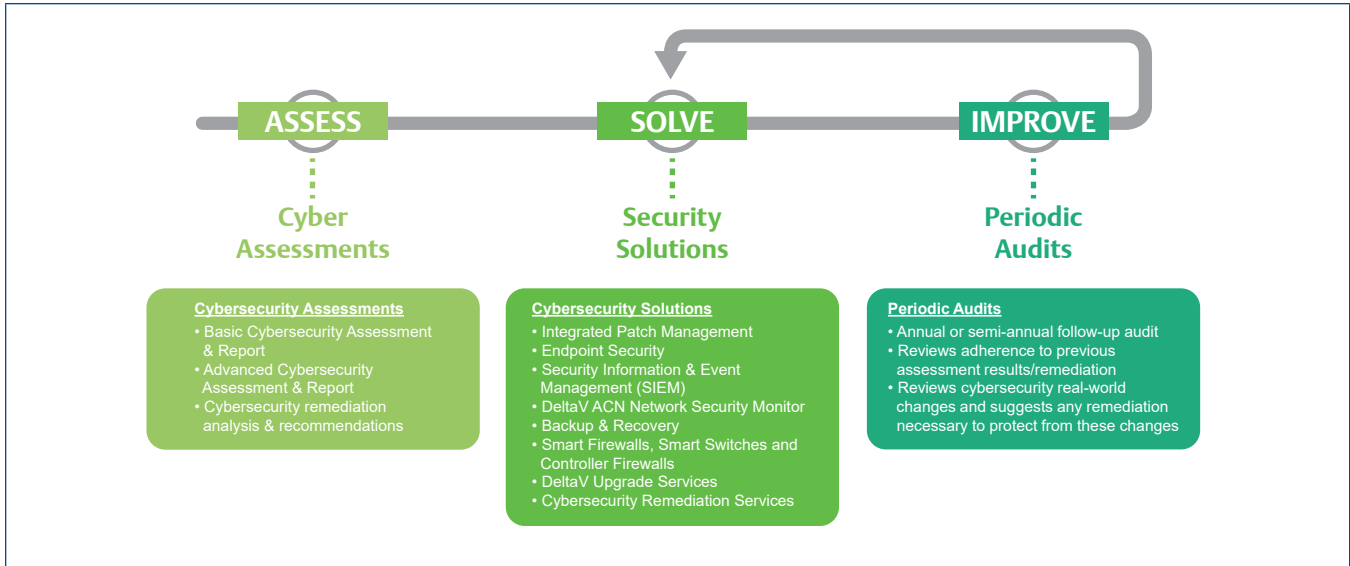 ASSESS
SOLVE
IMPROVE
Cyber
Assessments
Security
Solutions
Periodic
Audits
Cybersecurity Assessments
• Basic Cybersecurity Assessment
& Report
• Advanced Cybersecurity
Assessment & Report
• Cybersecurity remediation
analysis & recommendations
Cybersecurity Solutions
• Integrated Patch Management
• Endpoint Security
• Security Information & Event
Management (SIEM)
• DeltaV ACN Network Security Monitor
• Backup & Recovery
• Smart Firewalls, Smart Switches and
Controller Firewalls
• DeltaV Upgrade Services
• Cybersecurity Remediation Services
Periodic Audits
• Annual or semi-annual follow-up audit
• Reviews adherence to previous
assessment results/remediation
• Reviews cybersecurity real-world
changes and suggests any remediation
necessary to protect from these changes